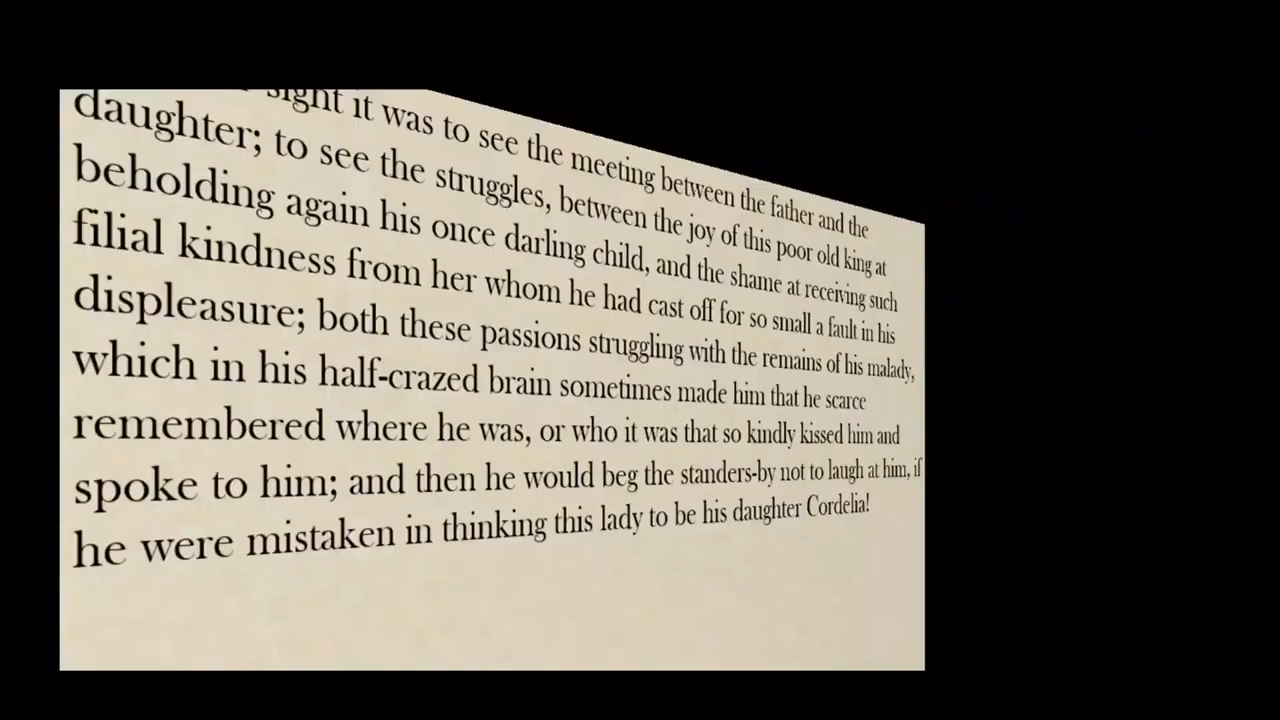 sight it was to see the meeting between the father and the
daughter; to see the struggles, between the joy of this poor old king at
beholding again his once darling child, and the shame at receiving such
filial kindness from her whom he had cast off for so small a fault in his
displeasure; both these passions struggling with the remains of his malady,
which in his half-crazed brain sometimes made him that he scarce
remembered where he was, or who it was that so kindly kissed him and
spoke to him; and then he would beg the standers-by not to laugh at him, if
he were mistaken in thinking this lady to be his daughter Cordelia!